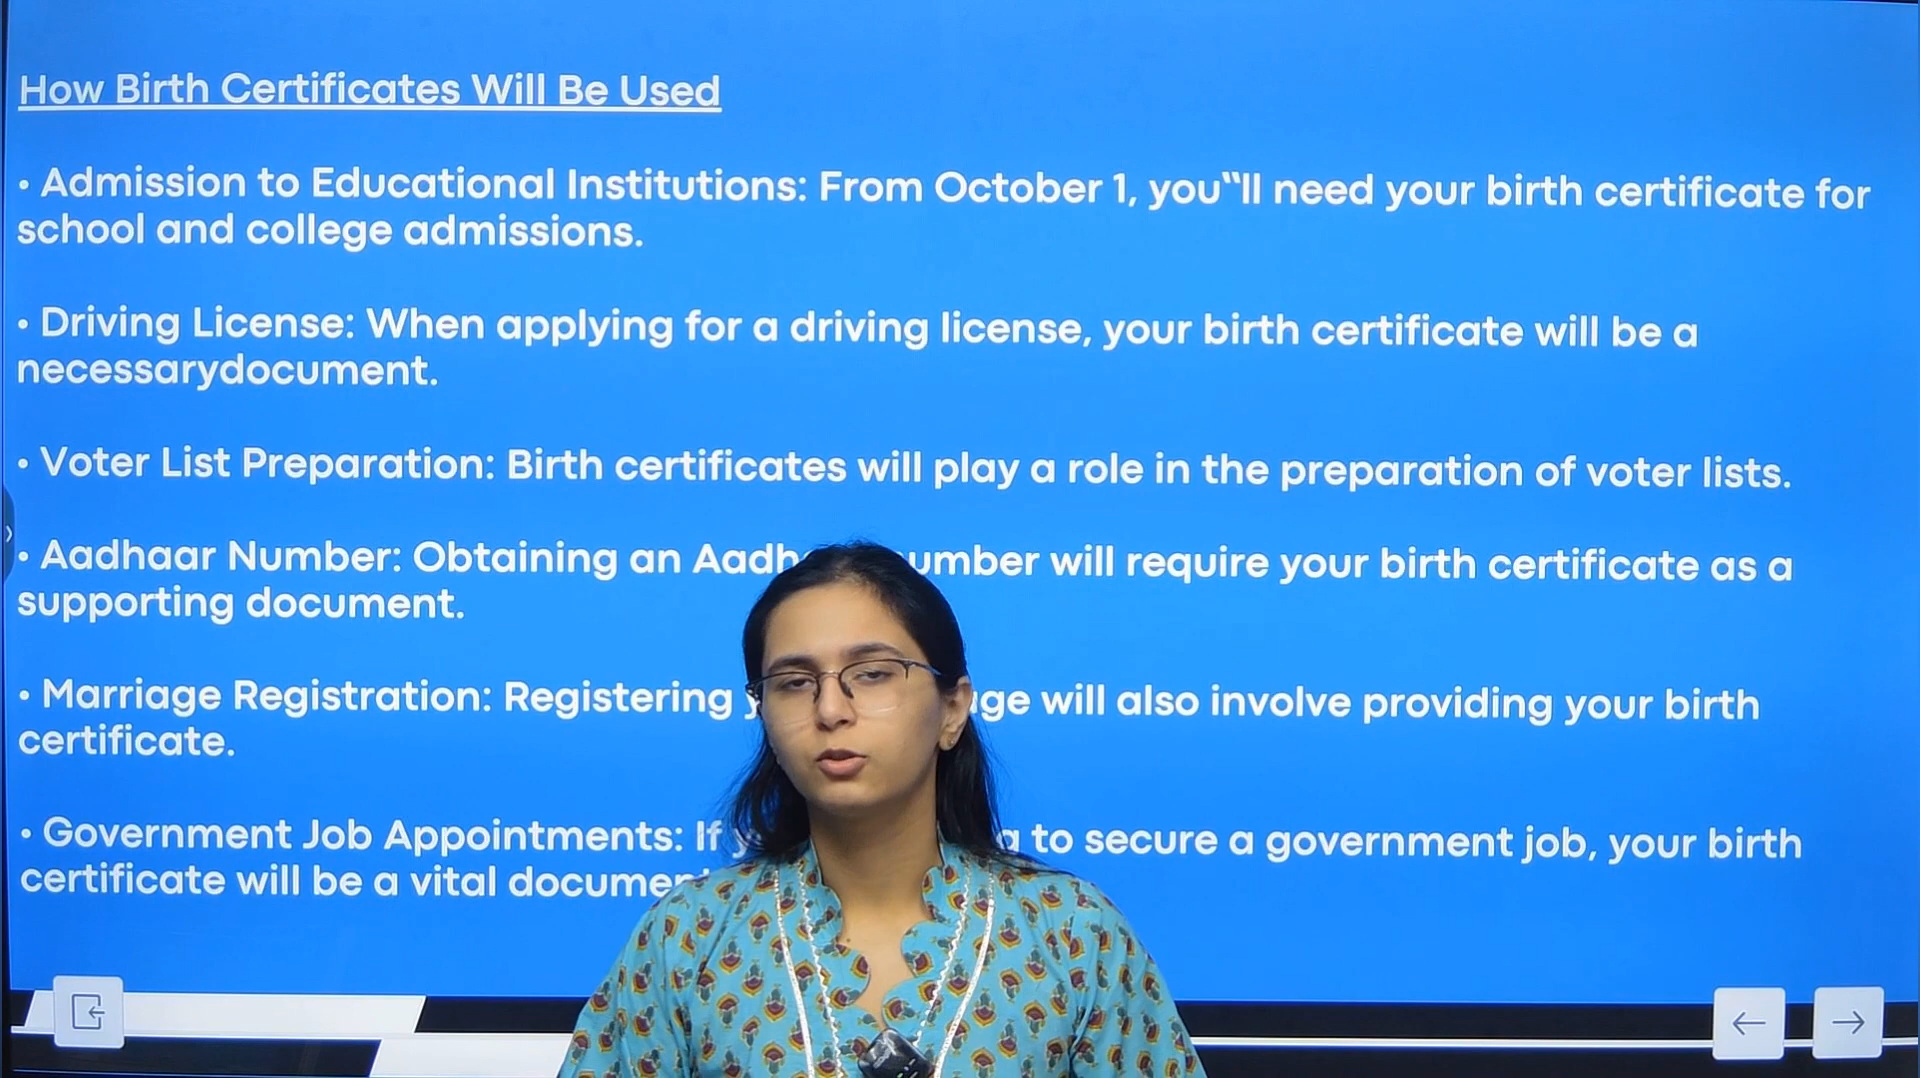 How Birth Certificates Will Be Used
• Admission to Educational Institutions: From October 1, you‟ll need your birth certificate for
school and college admissions.
• Driving License: When applying for a driving license, your birth certificate will be a
necessarydocument.
• Voter List Preparation: Birth certificates will play a role in the preparation of voter lists.
• Aadhaar Number: Obtaining an will require your birth certificate as a
supporting document.
• Marriage Registration: Registering will also involve providing your birth
certificate.
• Government Job Appointments: If to secure a government job, your birth
certificate will be a vital